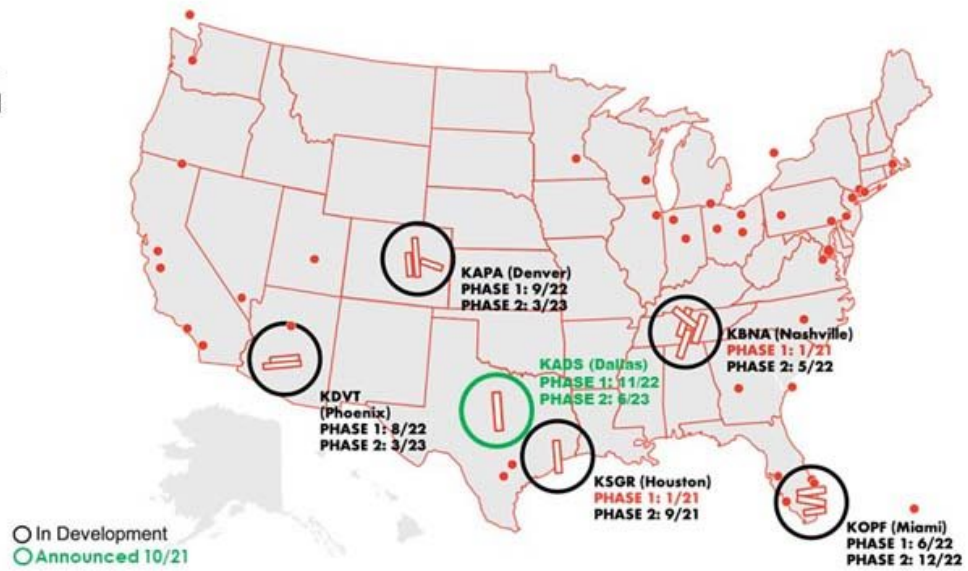 KAPA (Denver)
PHASE 1: 9/22
PHASE 2: 3/23
KBNA (Nashville)
PHASE 1: 1/21
PHASE 2: 5/22
KADS (Dallas)
PHASE 1: 11/22
PHASE 2: 6/23
KDVT
(Phoenix)
PHASE 1: 8/22
PHASE 2: 3/23
KSGR (Houston)
PHASE 1: 1/21
PHASE 2: 9/21
KOPF (Miami)
PHASE 1: 6/22
PHASE 2: 12/22
In Development
Announced 10/21